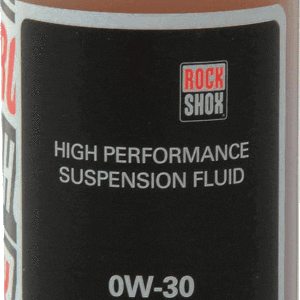 ROCK
SHOX
HIGH PERFORMANCE
SUSPENSION FLUID
0W-30